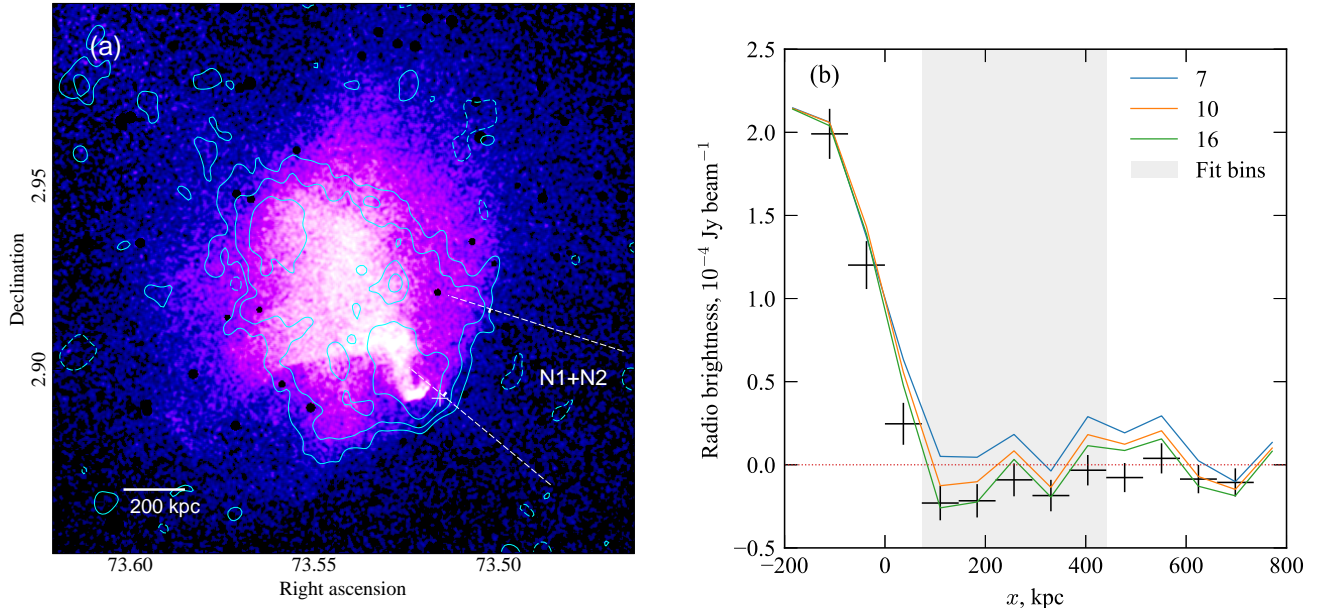 (a)
2.95
2.90
Declination
N1+N2
200 kpc
73.60 73.55 73.50
Right ascension
(b)
7
10
16
Fit bins
2.5
2.0
1.5
1.0
0.5
0.0
−0.5
Radio brightness, 10⁻⁴ Jy beam⁻¹
−200 0 200 400 600 800
x, kpc